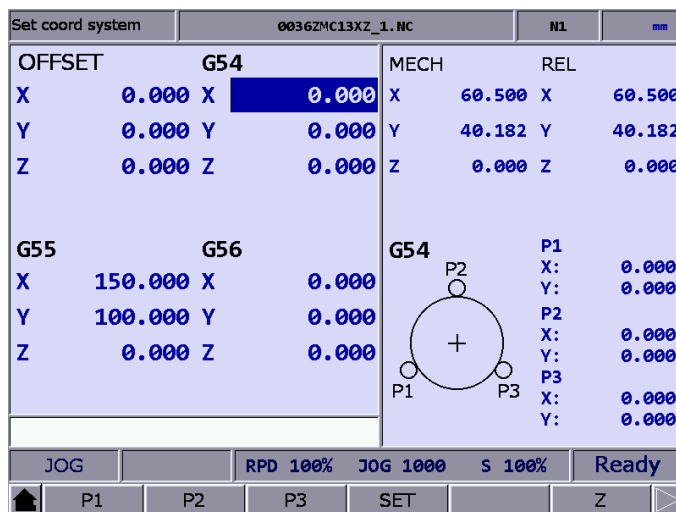 Set coord system 0036ZMC13XZ_1.NC N1 mm
OFFSET G54 MECH REL
X 0.000 X 0.000 X 60.500 X 60.500
Y 0.000 Y 0.000 Y 40.182 Y 40.182
Z 0.000 Z 0.000 Z 0.000 Z 0.000
G55 G56
X 150.000 X 0.000
Y 100.000 Y 0.000
Z 0.000 Z 0.000
G54
P2
P1 P3
P1
X: 0.000
Y: 0.000
P2
X: 0.000
Y: 0.000
P3
X: 0.000
Y: 0.000
JOG RPD 100% JOG 1000 S 100% Ready
P1 P2 P3 SET Z